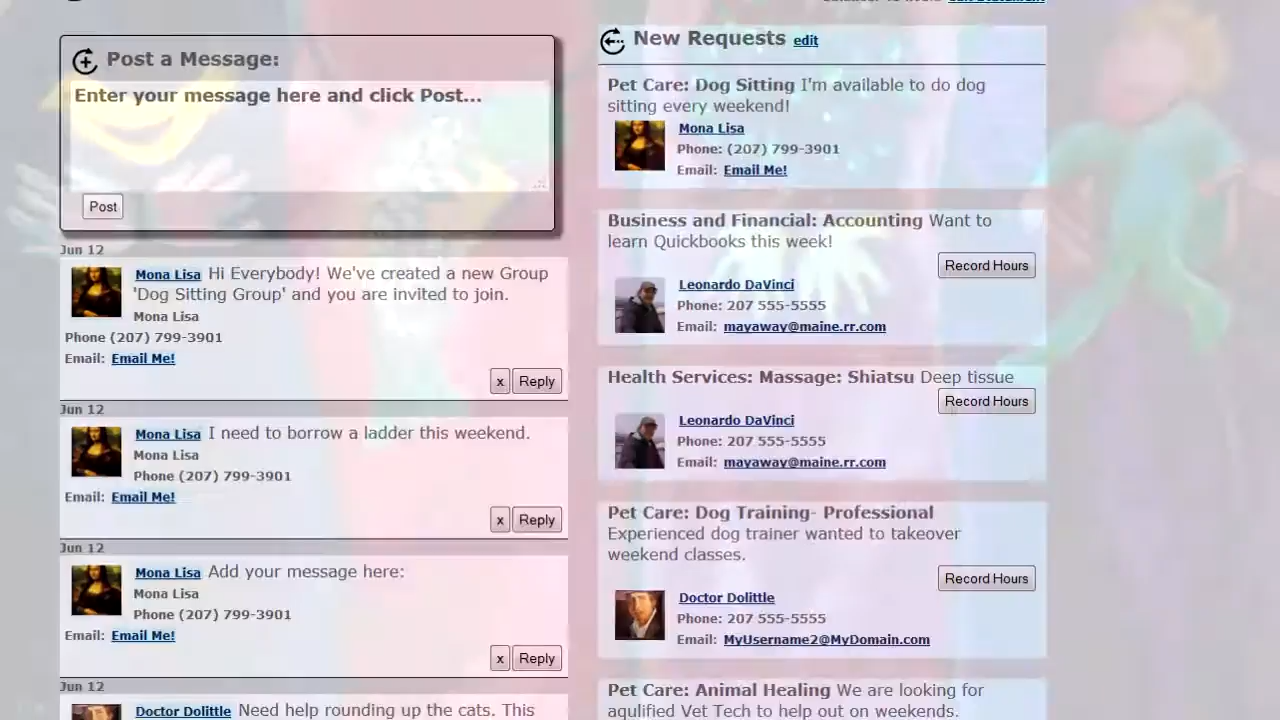 Post a Message:
Enter your message here and click Post...
Post
Jun 12
Mona Lisa Hi Everybody! We've created a new Group
'Dog Sitting Group' and you are invited to join.
Mona Lisa
Phone (207) 799-3901
Email: Email Me!
x Reply
Jun 12
Mona Lisa I need to borrow a ladder this weekend.
Mona Lisa
Phone (207) 799-3901
Email: Email Me!
x Reply
Jun 12
Mona Lisa Add your message here:
Mona Lisa
Phone (207) 799-3901
Email: Email Me!
x Reply
Jun 12
Doctor Dolittle Need help rounding up the cats. This
New Requests edit
Pet Care: Dog Sitting I'm available to do dog
sitting every weekend!
Mona Lisa
Phone: (207) 799-3901
Email: Email Me!
Business and Financial: Accounting Want to
learn Quickbooks this week!
Record Hours
Leonardo DaVinci
Phone: 207 555-5555
Email: mayaway@maine.rr.com
Health Services: Massage: Shiatsu Deep tissue
Record Hours
Leonardo DaVinci
Phone: 207 555-5555
Email: mayaway@maine.rr.com
Pet Care: Dog Training- Professional
Experienced dog trainer wanted to takeover
weekend classes.
Record Hours
Doctor Dolittle
Phone: 207 555-5555
Email: MyUsername2@MyDomain.com
Pet Care: Animal Healing We are looking for
aqulified Vet Tech to help out on weekends.